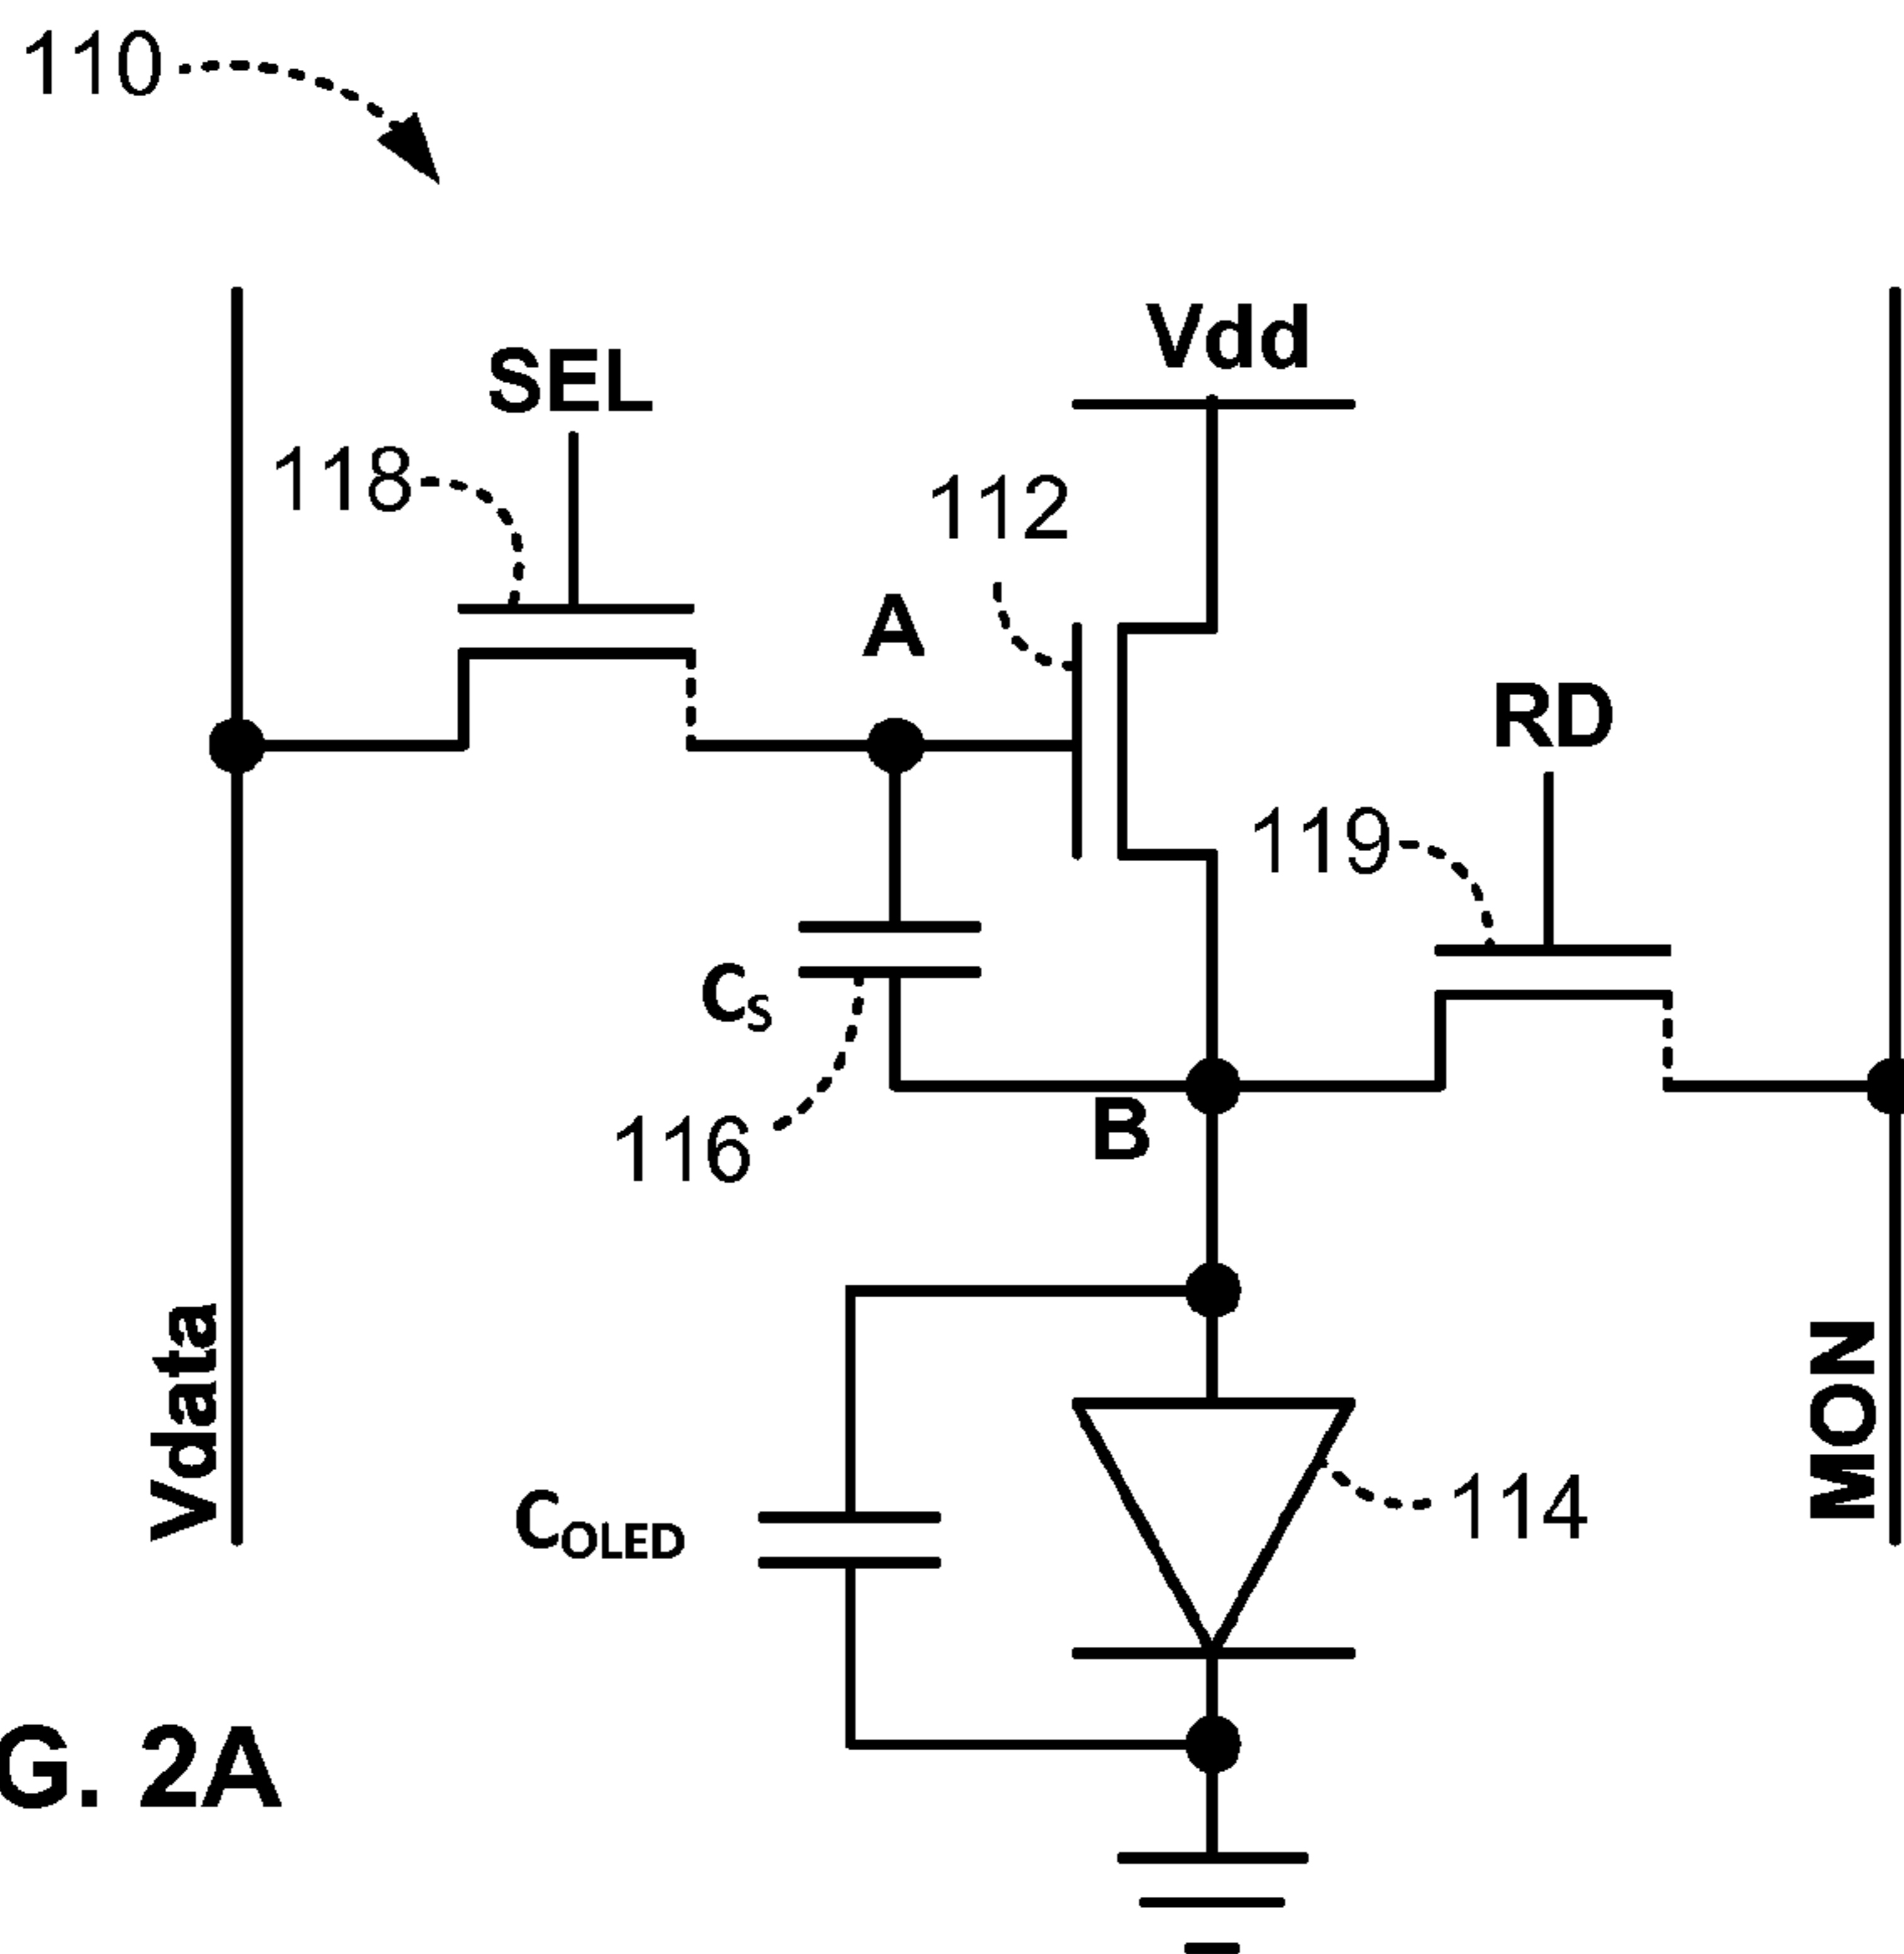 110
Vdd
SEL
118
112
A
RD
119
CS
116
B
Vdata
MON
COLED
114
G. 2A